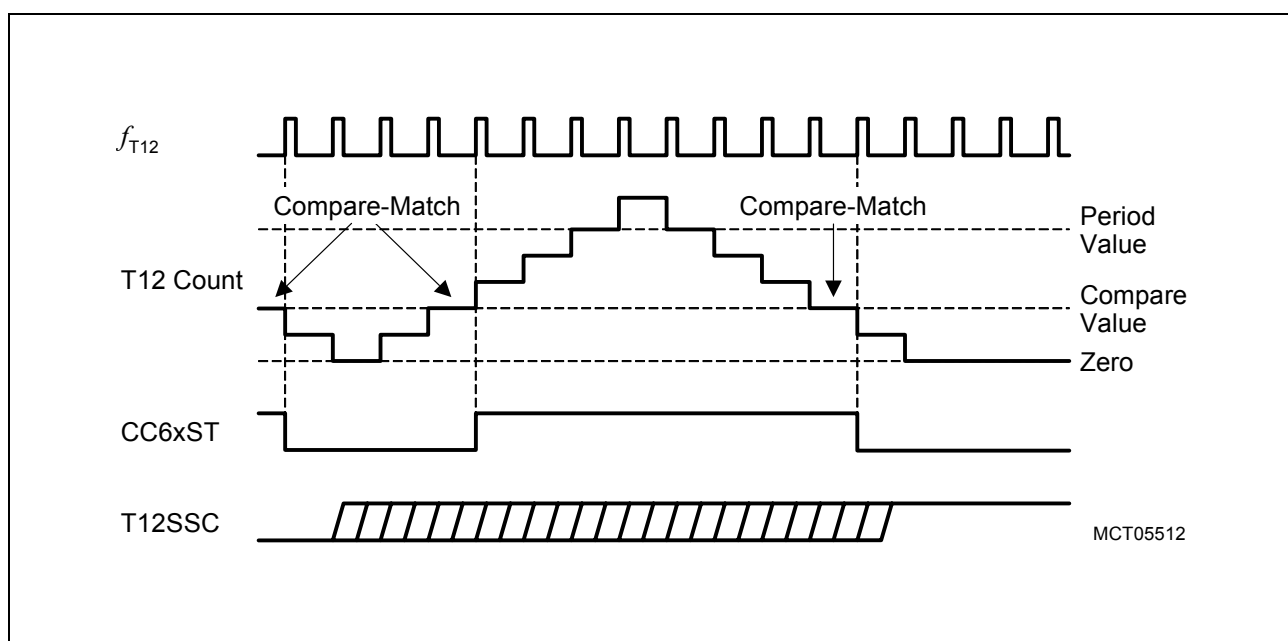 fT12
Compare-Match
Compare-Match
Period
Value
T12 Count
Compare
Value
Zero
CC6xST
T12SSC
MCT05512